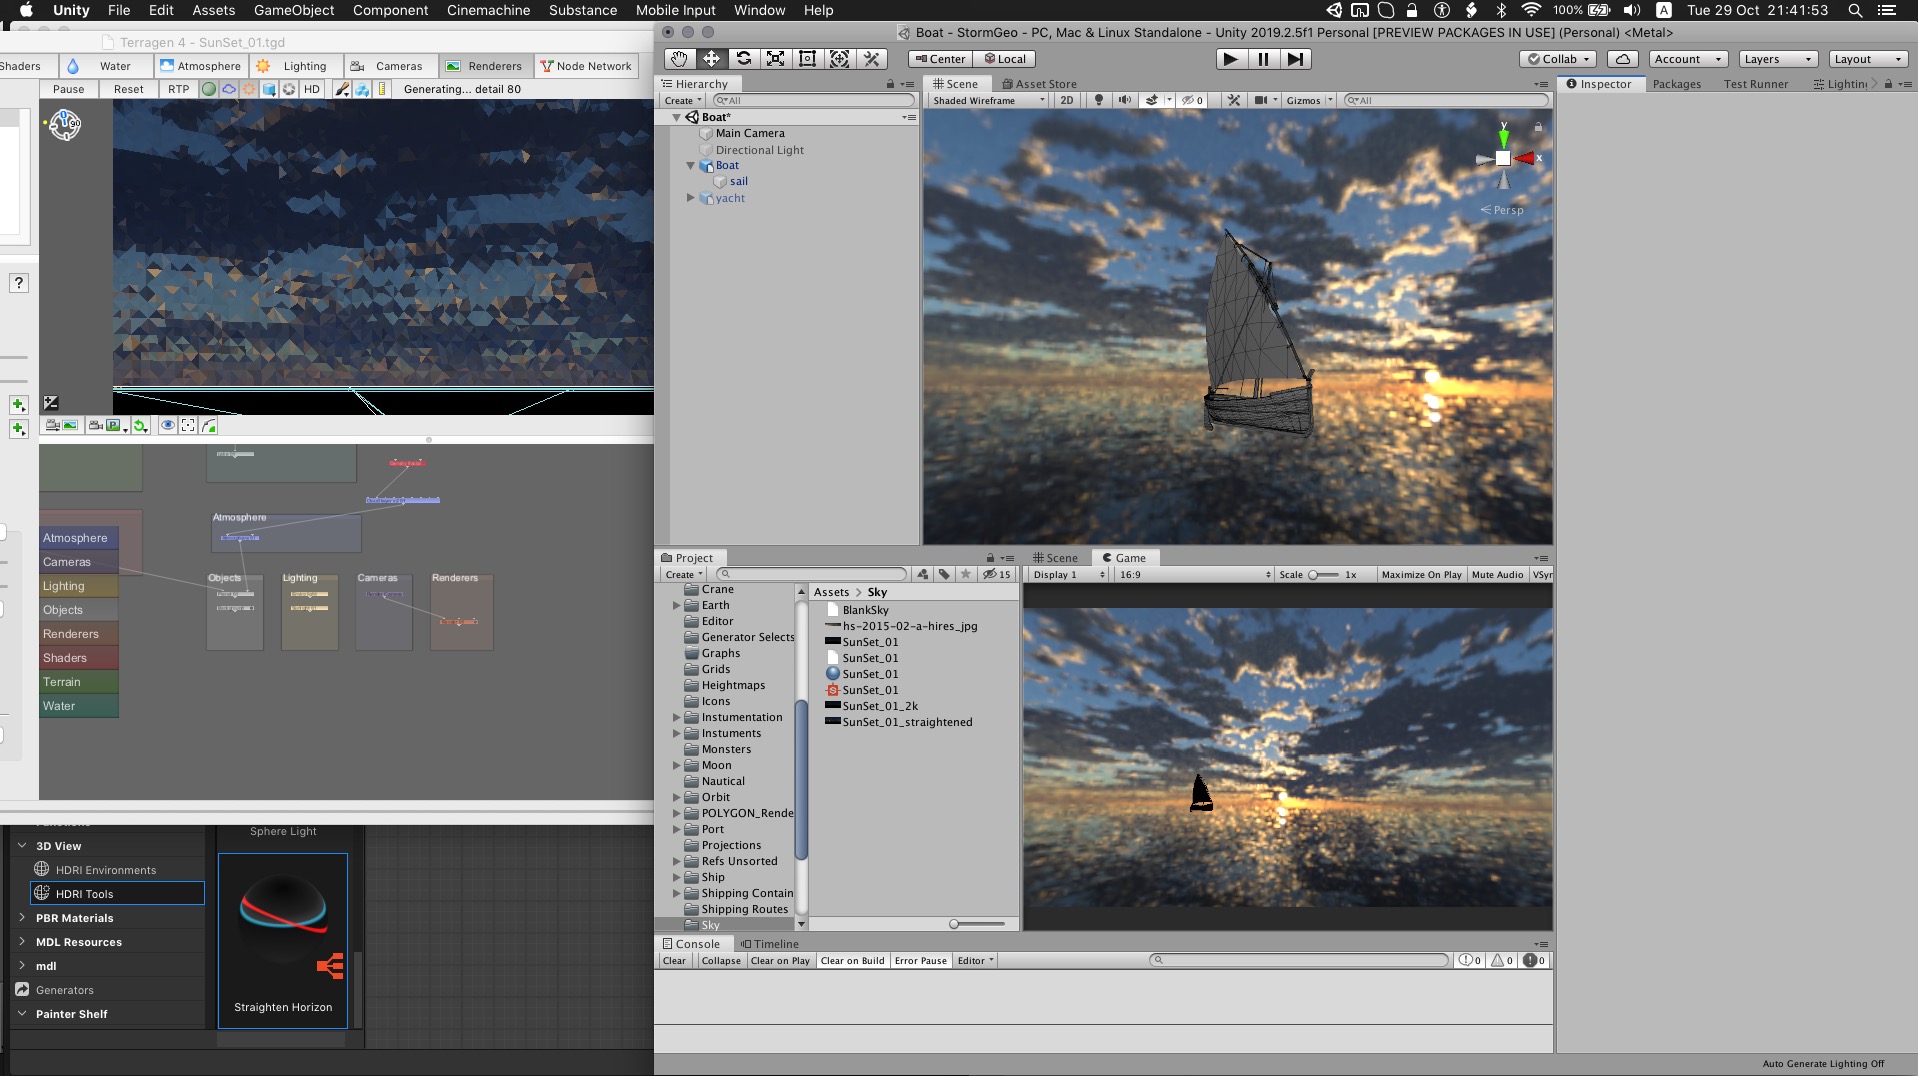 Unity File Edit Assets GameObject Component Cinemachine Substance Mobile Input Window Help 100% A Tue 29 Oct 21:41:53
Terragen 4 - SunSet_01.tgd
Shaders Water Atmosphere Lighting Cameras Renderers Node Network
Pause Reset RTP HD Generating... detail 80
90
?
Atmosphere
Objects Lighting Cameras Renderers
Atmosphere
Cameras
Lighting
Objects
Renderers
Shaders
Terrain
Water
Sphere Light
3D View
HDRI Environments
HDRI Tools
PBR Materials
MDL Resources
mdl
Generators
Painter Shelf
Straighten Horizon
Boat - StormGeo - PC, Mac & Linux Standalone - Unity 2019.2.5f1 Personal [PREVIEW PACKAGES IN USE] (Personal) <Metal>
Center Local Collab Account Layers Layout
Hierarchy
Create All
Boat*
Main Camera
Directional Light
Boat
sail
yacht
Scene Asset Store
Shaded Wireframe 2D 0 Gizmos All
y
x
Persp
Inspector Packages Test Runner Lighting
Project
Create 15
Crane
Earth
Editor
Generator Selects
Graphs
Grids
Heightmaps
Icons
Instumentation
Instuments
Monsters
Moon
Nautical
Orbit
POLYGON_Rende
Port
Projections
Refs Unsorted
Ship
Shipping Contain
Shipping Routes
Sky
Assets > Sky
BlankSky
hs-2015-02-a-hires_jpg
SunSet_01
SunSet_01
SunSet_01
SunSet_01
SunSet_01_2k
SunSet_01_straightened
Scene Game
Display 1 16:9 Scale 1x Maximize On Play Mute Audio VSyn
Console Timeline
Clear Collapse Clear on Play Clear on Build Error Pause Editor 0 0 0
Auto Generate Lighting Off